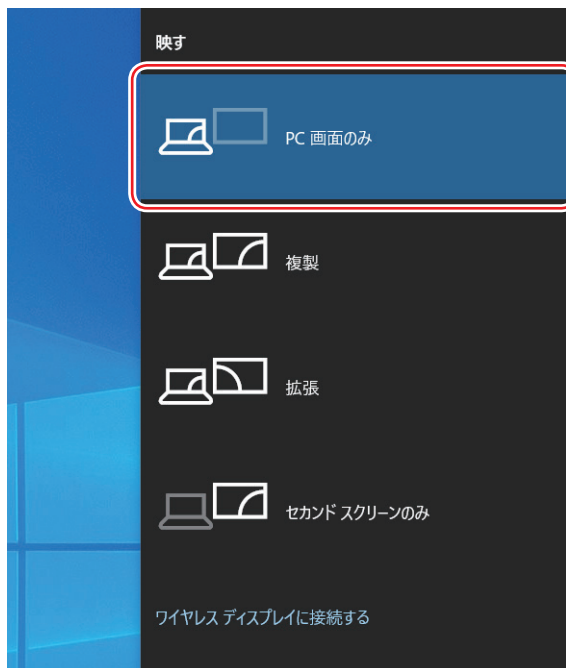 映す
PC 画面のみ
複製
拡張
セカンド スクリーンのみ
ワイヤレス ディスプレイに接続する